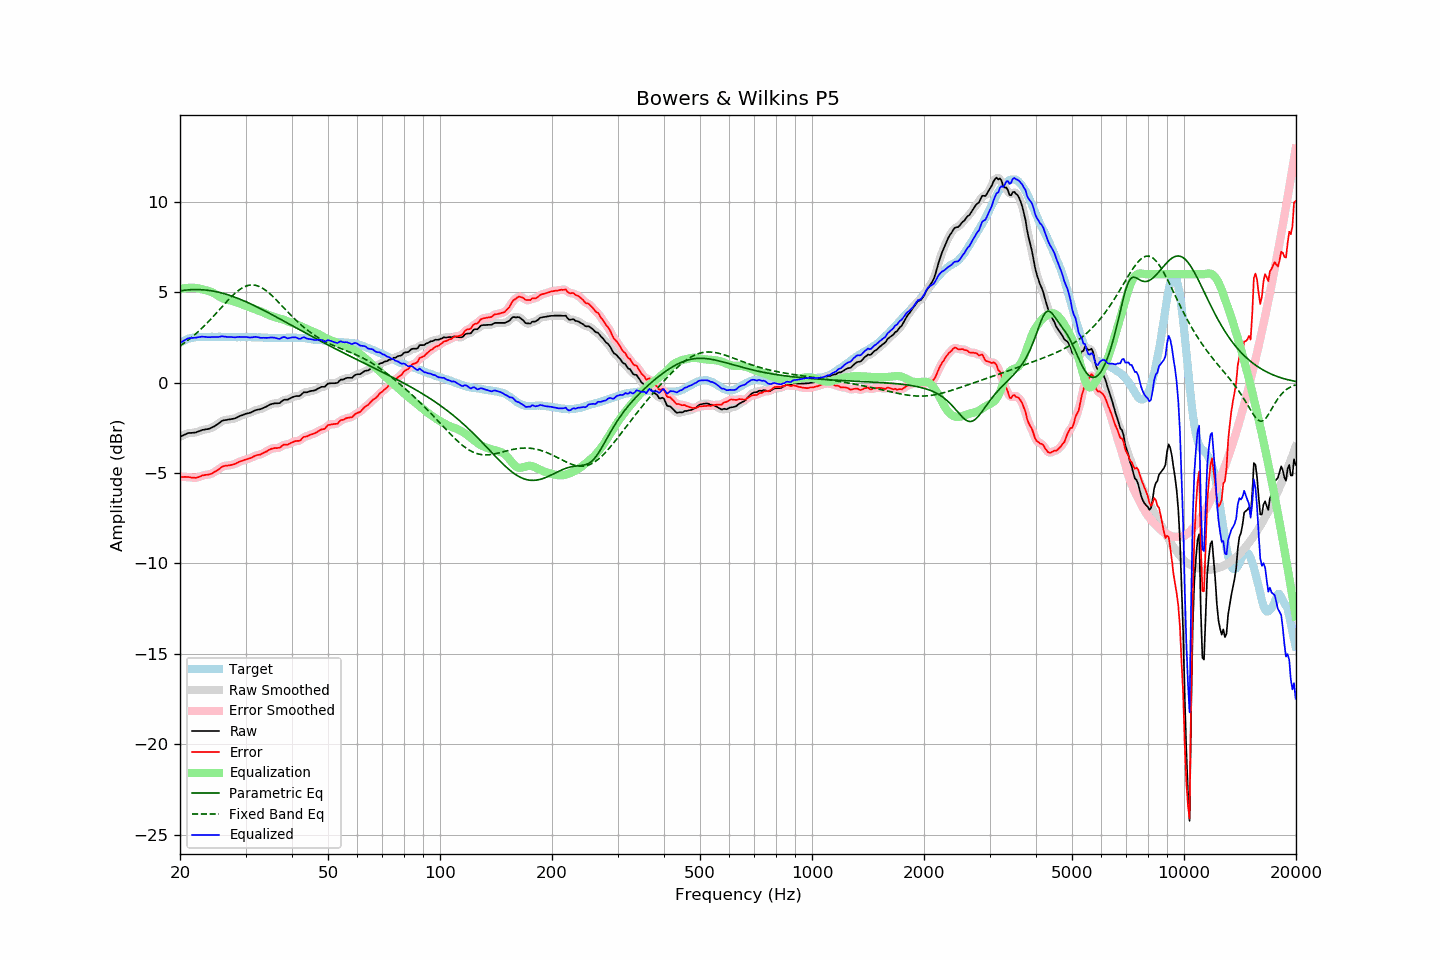 Bowers & Wilkins P5
Amplitude (dBr)
10
5
0
−5
−10
−15
−20
−25
Target
Raw Smoothed
Error Smoothed
Raw
Error
Equalization
Parametric Eq
Fixed Band Eq
Equalized
20 50 100 200 500 1000 2000 5000 10000 20000
Frequency (Hz)